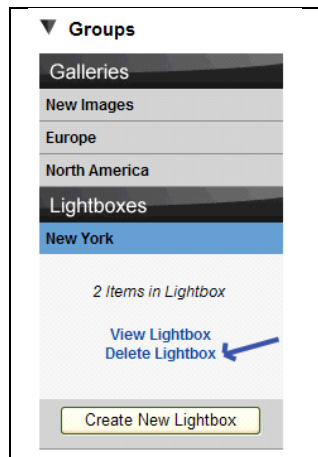 Groups
Galleries
New Images
Europe
North America
Lightboxes
New York
2 Items in Lightbox
View Lightbox
Delete Lightbox
Create New Lightbox